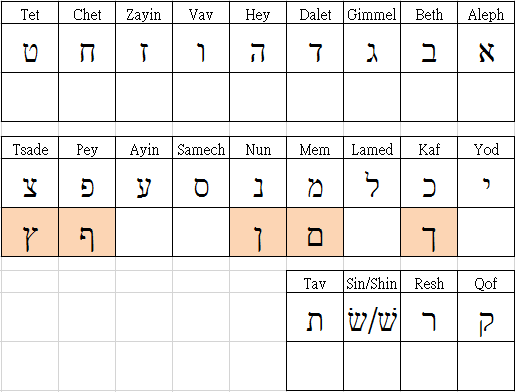 Tet Chet Zayin Vav Hey Dalet Gimmel Beth Aleph
א ב ג ד ה ו ז ח ט
Tsade Pey Ayin Samech Nun Mem Lamed Kaf Yod
י כ ל מ נ ס ע פ צ
ך ם ן ף ץ
Tav Sin/Shin Resh Qof
ק ר שׁ/שׂ ת